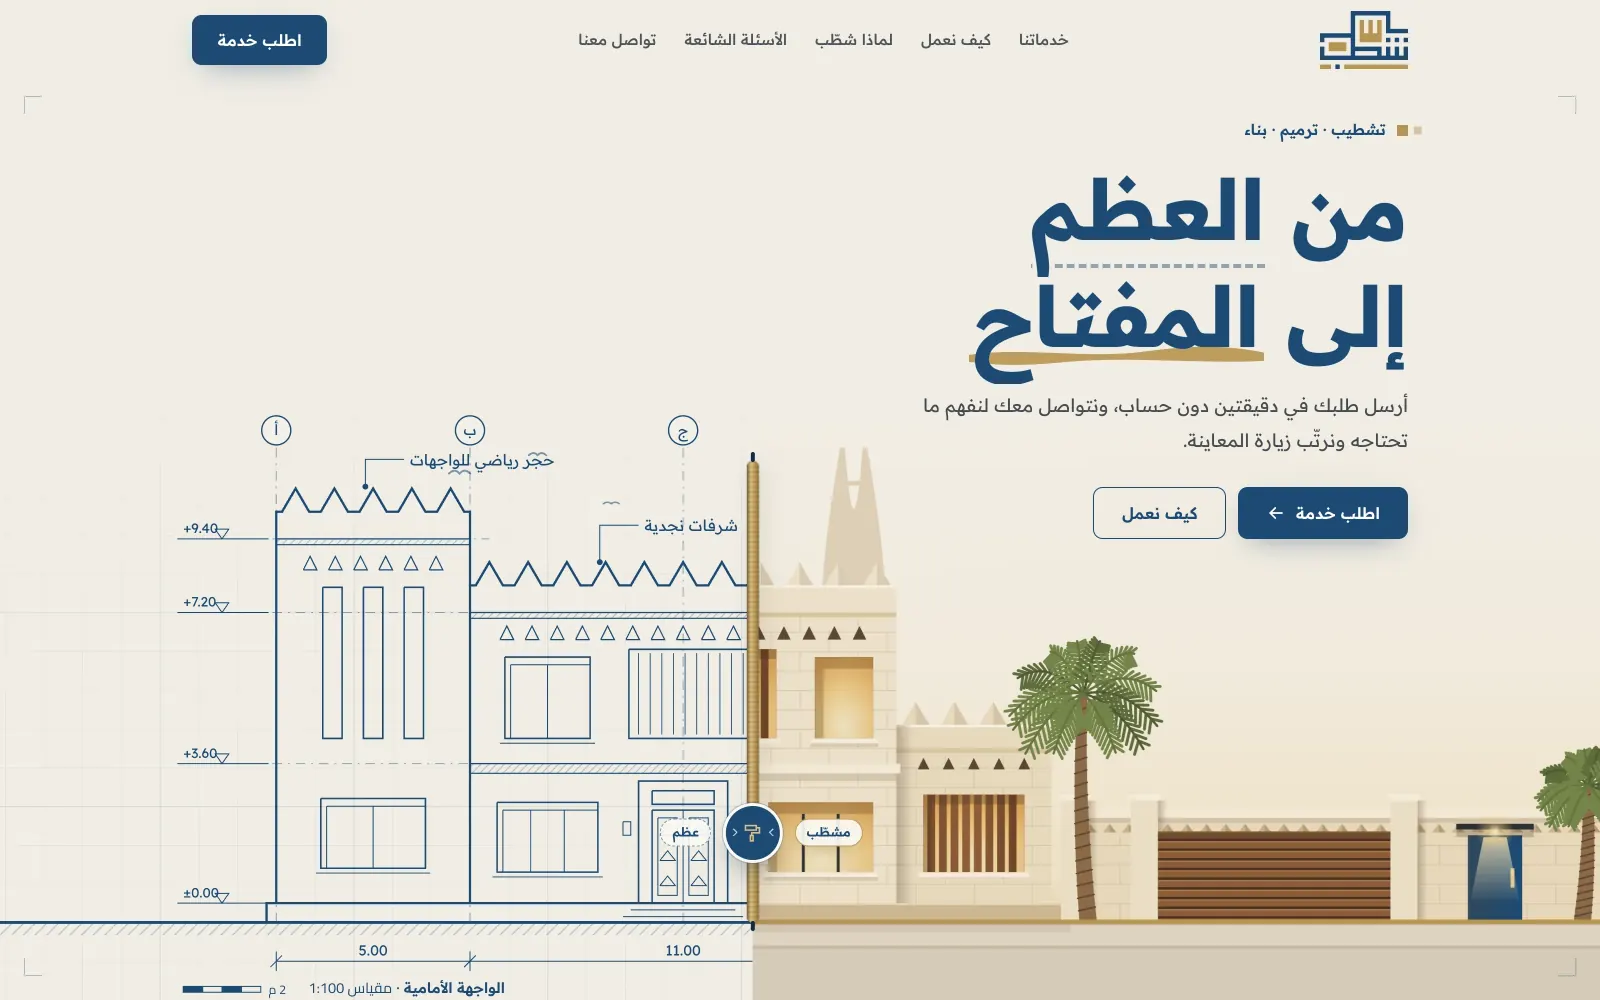 شطب
خدماتنا
كيف نعمل
لماذا شطّب
الأسئلة الشائعة
تواصل معنا
اطلب خدمة
تشطيب · ترميم · بناء
من العظم
إلى المفتاح
أرسل طلبك في دقيقتين دون حساب، ونتواصل معك لنفهم ما
تحتاجه ونرتّب زيارة المعاينة.
اطلب خدمة ←
كيف نعمل
ج
ب
أ
حجر رياضي للواجهات
شرفات نجدية
+9.40
+7.20
+3.60
±0.00
مشطّب
عظم
11.00
5.00
الواجهة الأمامية · مقياس 1:100
2 م